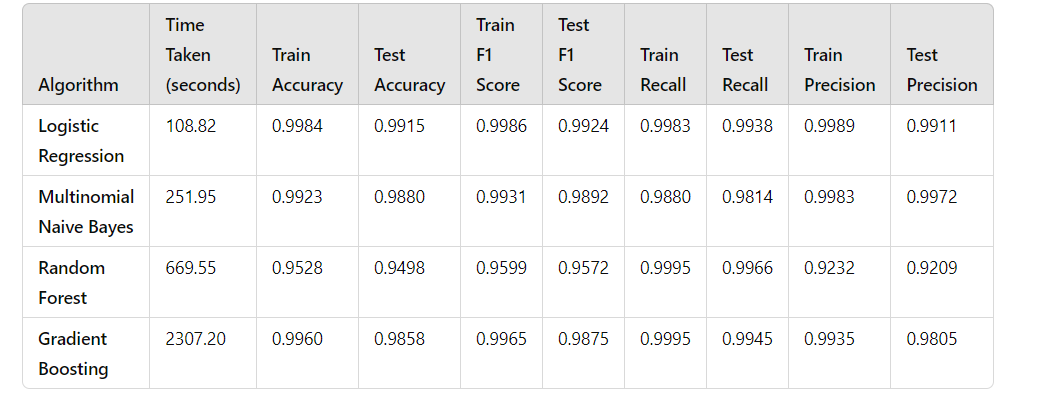 Algorithm Time Taken (seconds) Train Accuracy Test Accuracy Train F1 Score Test F1 Score Train Recall Test Recall Train Precision Test Precision
Logistic Regression 108.82 0.9984 0.9915 0.9986 0.9924 0.9983 0.9938 0.9989 0.9911
Multinomial Naive Bayes 251.95 0.9923 0.9880 0.9931 0.9892 0.9880 0.9814 0.9983 0.9972
Random Forest 669.55 0.9528 0.9498 0.9599 0.9572 0.9995 0.9966 0.9232 0.9209
Gradient Boosting 2307.20 0.9960 0.9858 0.9965 0.9875 0.9995 0.9945 0.9935 0.9805